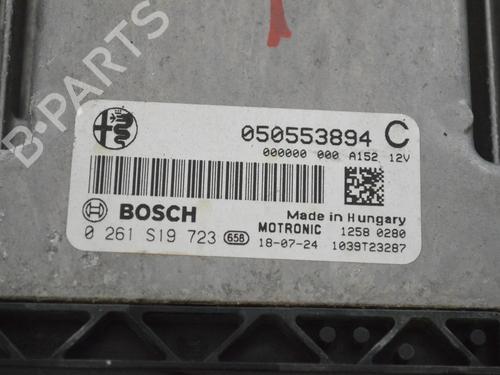 B-PARTS
050553894 C
000000 000 A152 12V
BOSCH
Made in Hungary
0 261 S19 723 65B
MOTRONIC 1258 0280
18-07-24 1039T23287